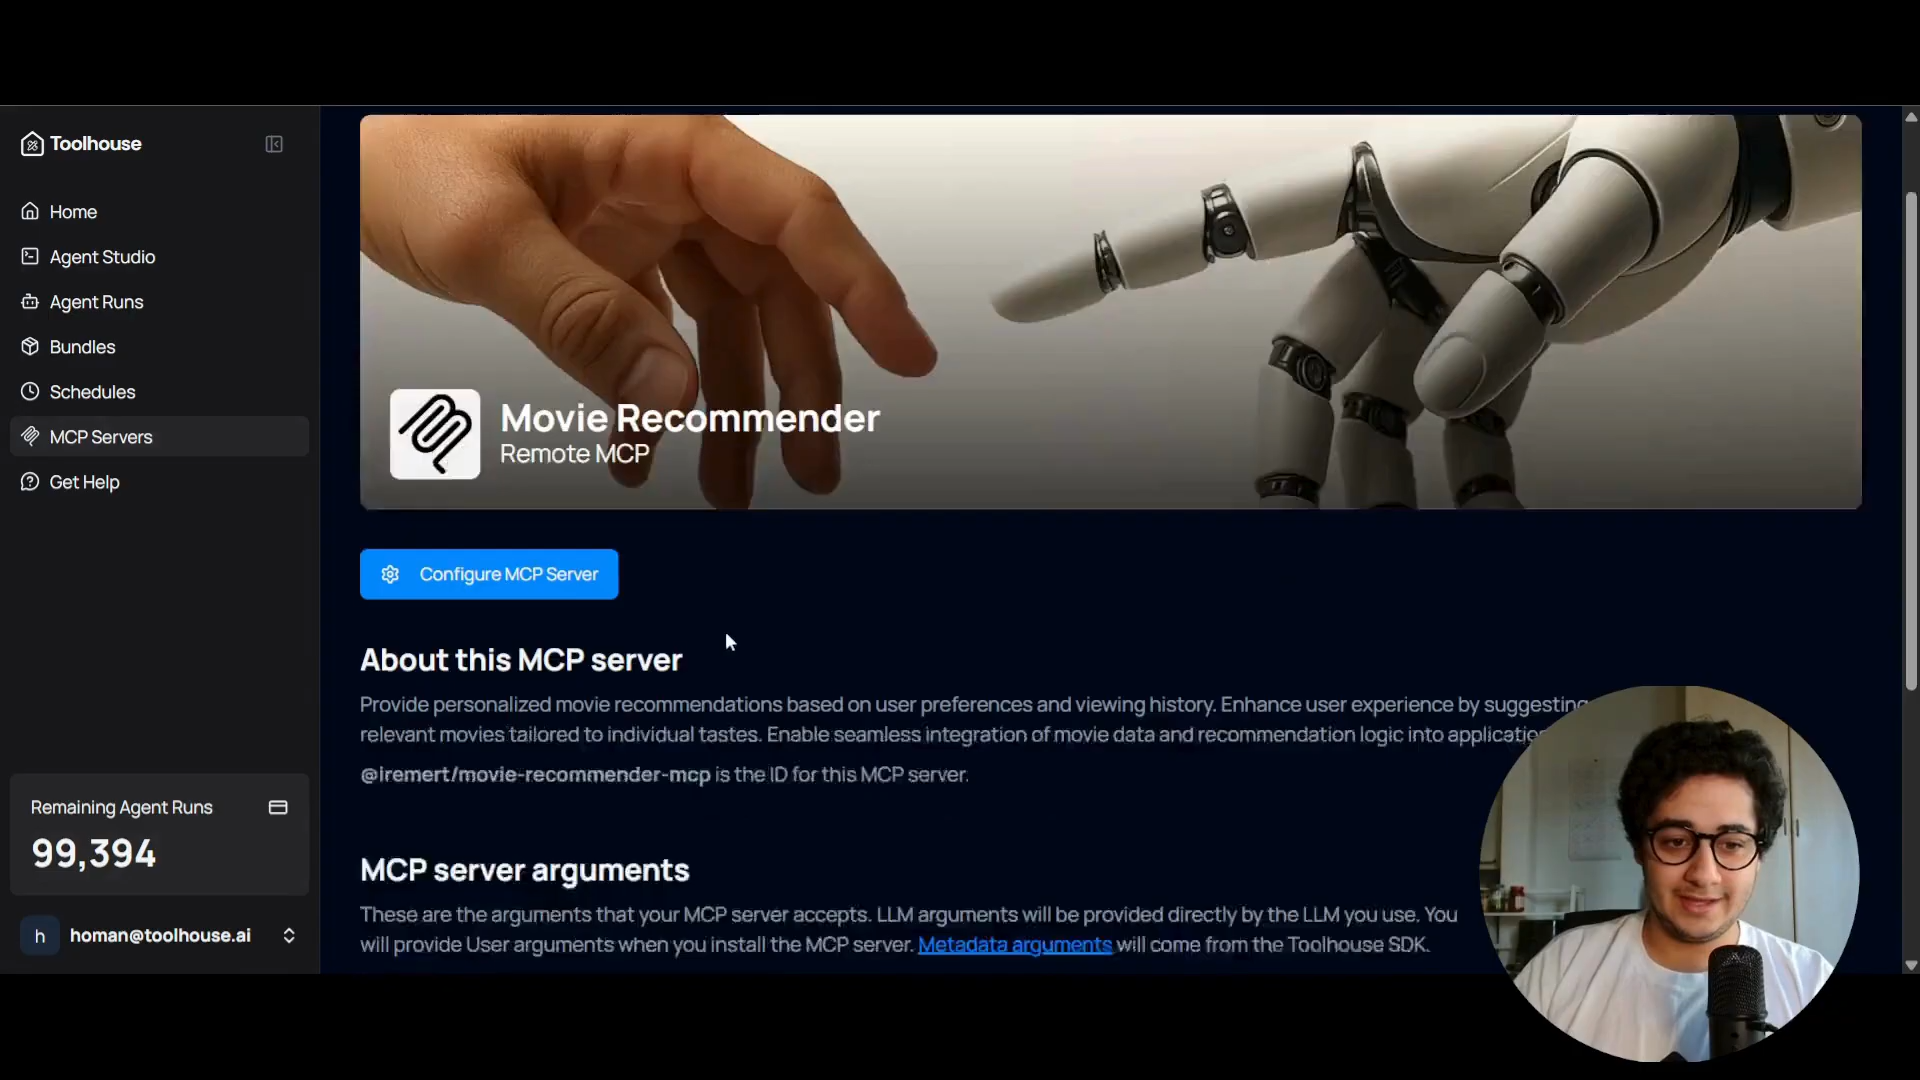 Toolhouse
Home
Agent Studio
Agent Runs
Bundles
Schedules
MCP Servers
Get Help
Remaining Agent Runs
99,394
h
homan@toolhouse.ai
Movie Recommender
Remote MCP
Configure MCP Server
About this MCP server
Provide personalized movie recommendations based on user preferences and viewing history. Enhance user experience by suggesting
relevant movies tailored to individual tastes. Enable seamless integration of movie data and recommendation logic into
@iremert/movie-recommender-mcp is the ID for this MCP server.
MCP server arguments
These are the arguments that your MCP server accepts. LLM arguments will be provided directly by the LLM you use. You
will provide User arguments when you install the MCP server. Metadata arguments will come from the Toolhouse SDK.